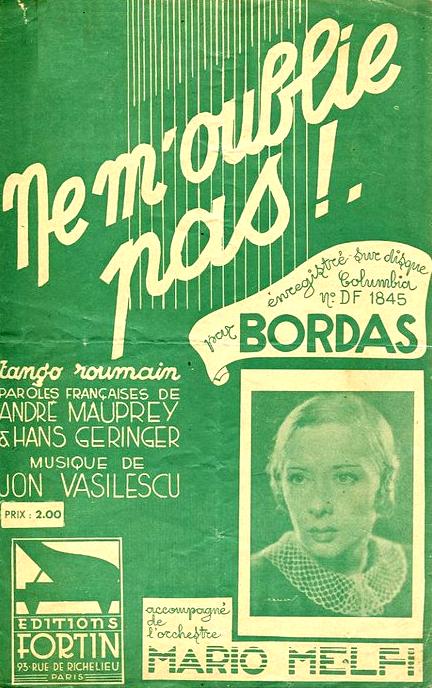 Ne m'oublie
pas!.
enregistré sur disque
Columbia
n° DF 1845
par BORDAS
Tango roumain
PAROLES FRANÇAISES DE
ANDRÉ MAUPREY
& HANS GERINGER
MUSIQUE DE
JON VASILESCU
PRIX : 2.00
EDITIONS
FORTIN
93 · RUE DE RICHELIEU
PARIS
accompagné
de
l'orchestre
MARIO MELFI